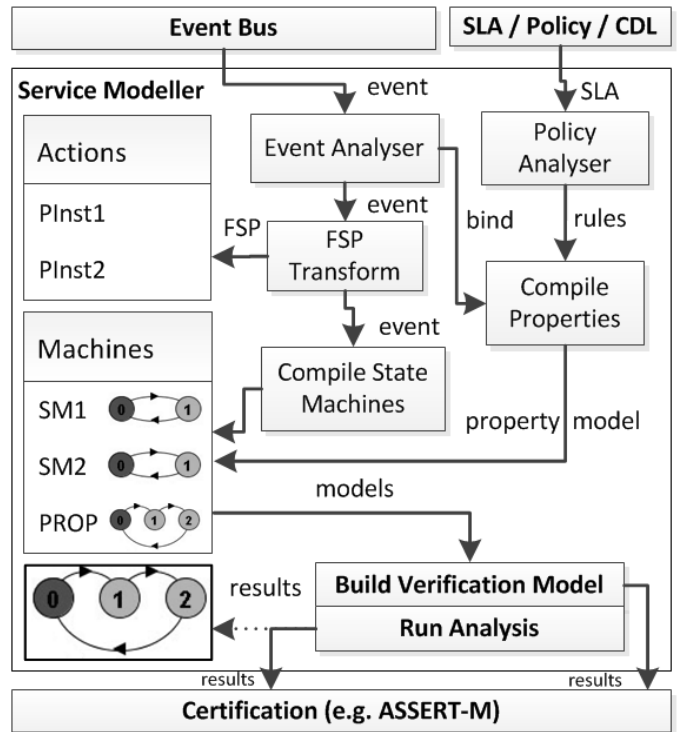 Event Bus
SLA / Policy / CDL
Service Modeller
event
SLA
Actions
Event Analyser
Policy
Analyser
PInst1
event
FSP
bind
rules
FSP
Transform
PInst2
Compile
Properties
event
Machines
Compile State
Machines
SM1 0 1
property model
SM2 0 1
models
PROP 0 1 2
Build Verification Model
results
0 1 2
Run Analysis
results
results
Certification (e.g. ASSERT-M)